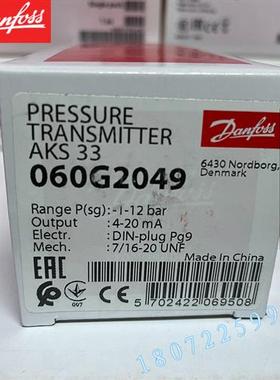 Danfoss
PRESSURE
TRANSMITTER
AKS 33
060G2049
Danfoss
6430 Nordborg,
Denmark
Range P(sg): -1-12 bar
Output : 4-20 mA
Electr. : DIN-plug Pg9
Mech. : 7/16-20 UNF
Made in China
EAC
097
5 702422 069508